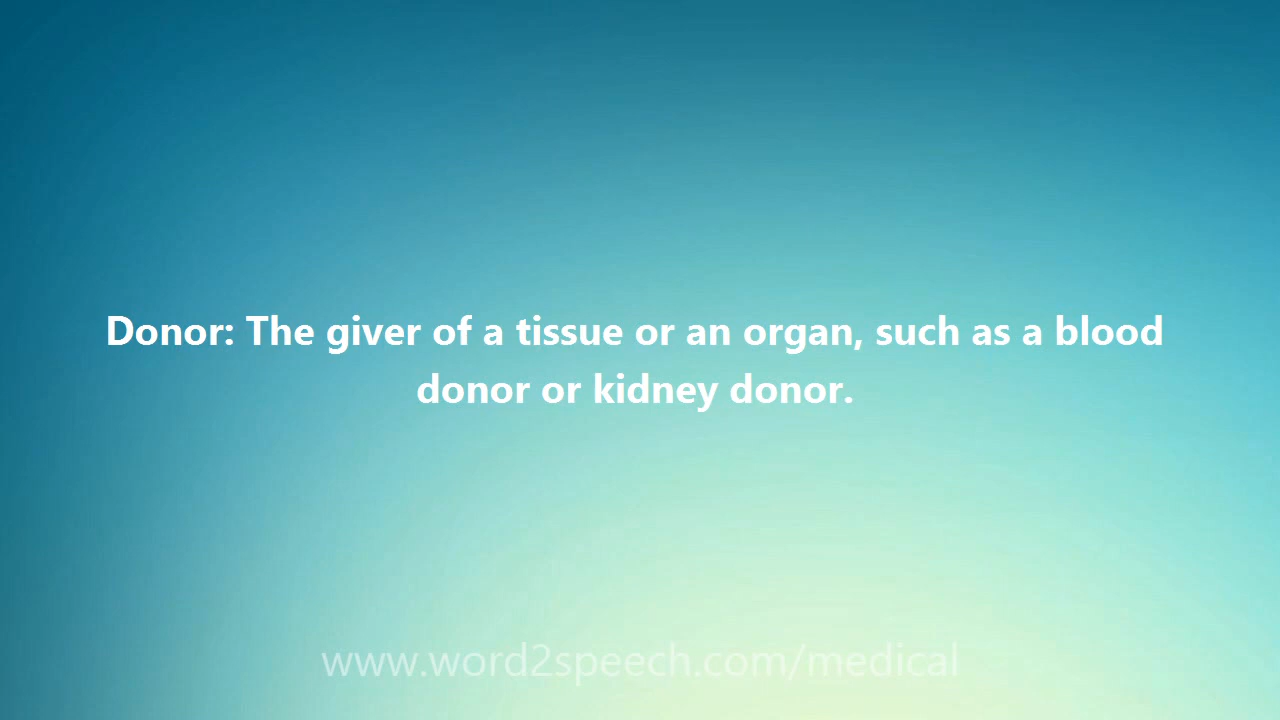 Donor: The giver of a tissue or an organ, such as a blood
donor or kidney donor.
www.word2speech.com/medical